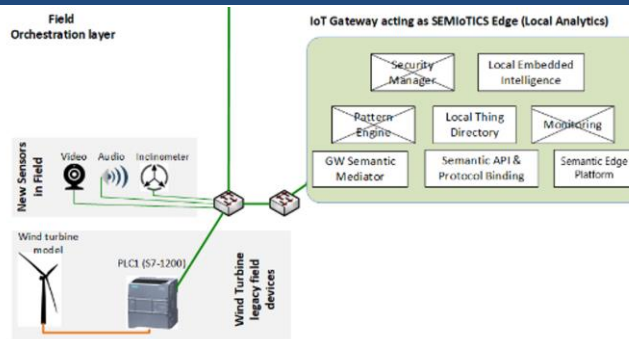 Field
Orchestration layer
IoT Gateway acting as SEMIoTICS Edge (Local Analytics)
Security
Manager
Local Embedded
Intelligence
Pattern
Engine
Local Thing
Directory
Monitoring
GW Semantic
Mediator
Semantic API &
Protocol Binding
Semantic Edge
Platform
New Sensors
in Field
Video
Audio
Inclinometer
Wind turbine
model
PLC1 (S7-1200)
Wind Turbine
legacy field
devices